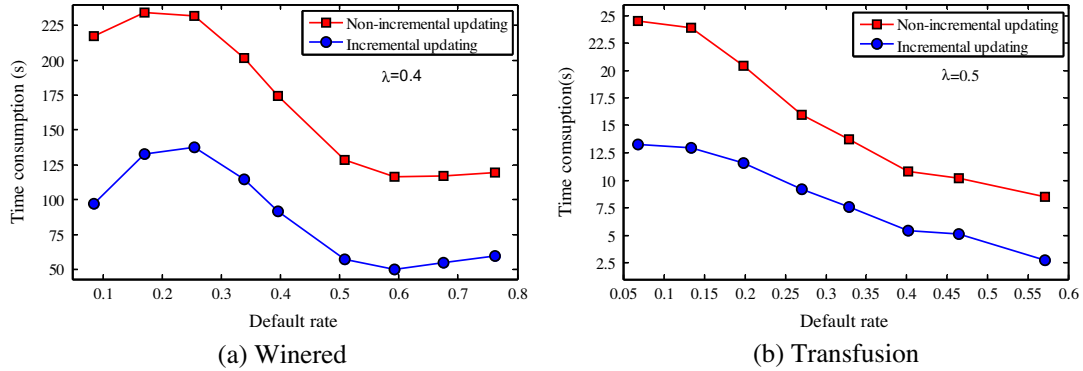 Time consumption (s)
225
200
175
150
125
100
75
50
Non-incremental updating
Incremental updating
λ=0.4
0.1 0.2 0.3 0.4 0.5 0.6 0.7 0.8
Default rate
(a) Winered
Time comsuption(s)
25
22.5
20
17.5
15
12.5
10
7.5
5
2.5
Non-incremental updating
Incremental updating
λ=0.5
0.05 0.1 0.15 0.2 0.25 0.3 0.35 0.4 0.45 0.5 0.55 0.6
Default rate
(b) Transfusion